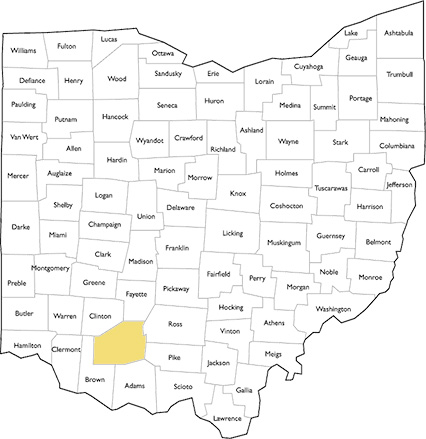 Williams
Fulton
Lucas
Ottawa
Lake
Ashtabula
Geauga
Cuyahoga
Defiance
Henry
Wood
Sandusky
Erie
Lorain
Trumbull
Paulding
Putnam
Hancock
Seneca
Huron
Medina
Summit
Portage
Mahoning
Van Wert
Allen
Wyandot
Crawford
Richland
Ashland
Wayne
Stark
Columbiana
Mercer
Auglaize
Hardin
Marion
Morrow
Knox
Holmes
Tuscarawas
Carroll
Jefferson
Shelby
Logan
Union
Delaware
Coshocton
Harrison
Darke
Miami
Champaign
Franklin
Licking
Muskingum
Guernsey
Belmont
Clark
Madison
Preble
Montgomery
Greene
Fayette
Pickaway
Fairfield
Perry
Morgan
Noble
Monroe
Butler
Warren
Clinton
Ross
Hocking
Vinton
Athens
Washington
Hamilton
Clermont
Brown
Adams
Pike
Scioto
Jackson
Meigs
Gallia
Lawrence